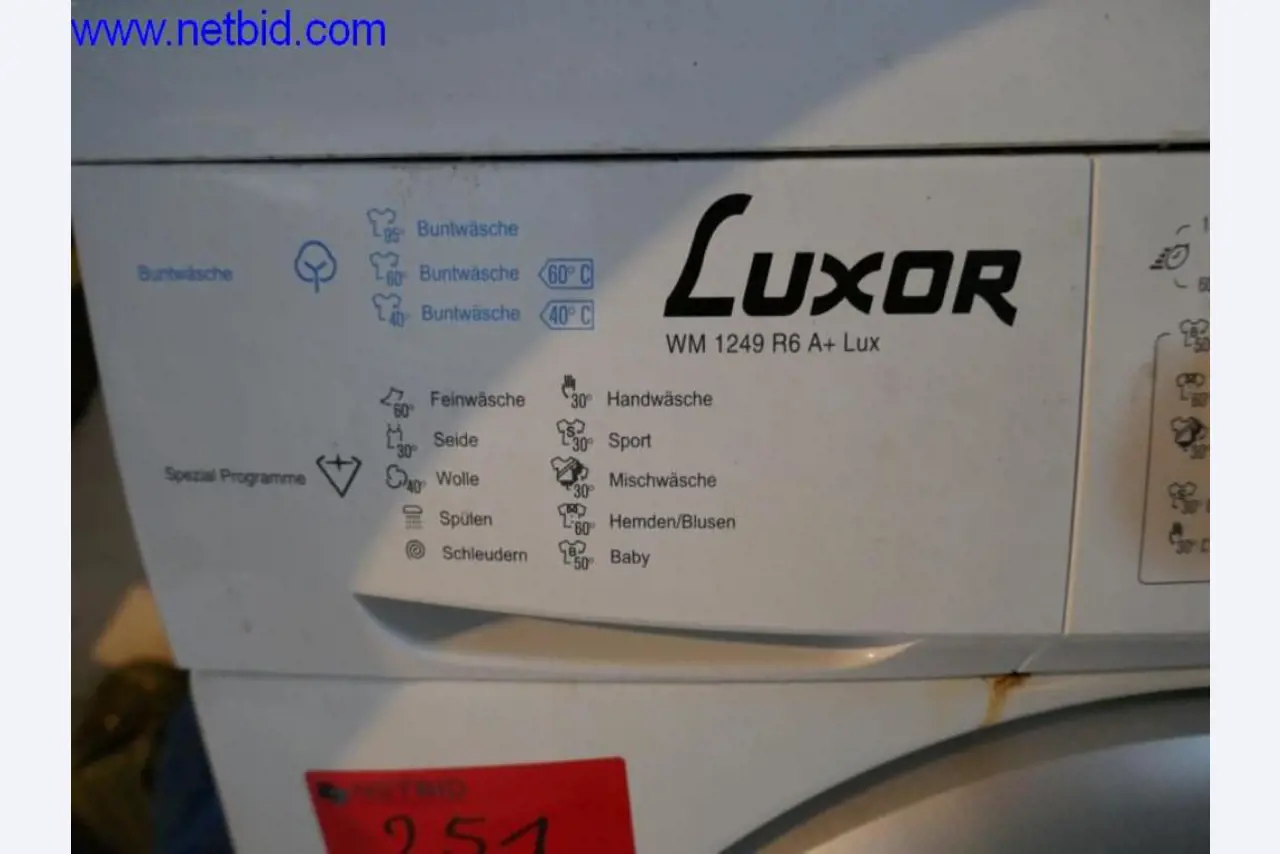 www.netbid.com
Buntwäsche
95° Buntwäsche
60° Buntwäsche 60° C
40° Buntwäsche 40° C
LUXOR
WM 1249 R6 A+ Lux
Spezial Programme
60° Feinwäsche
30° Seide
40° Wolle
Spülen
Schleudern
30° Handwäsche
S 30° Sport
30° Mischwäsche
60° Hemden/Blusen
B 50° Baby
NETBID
251